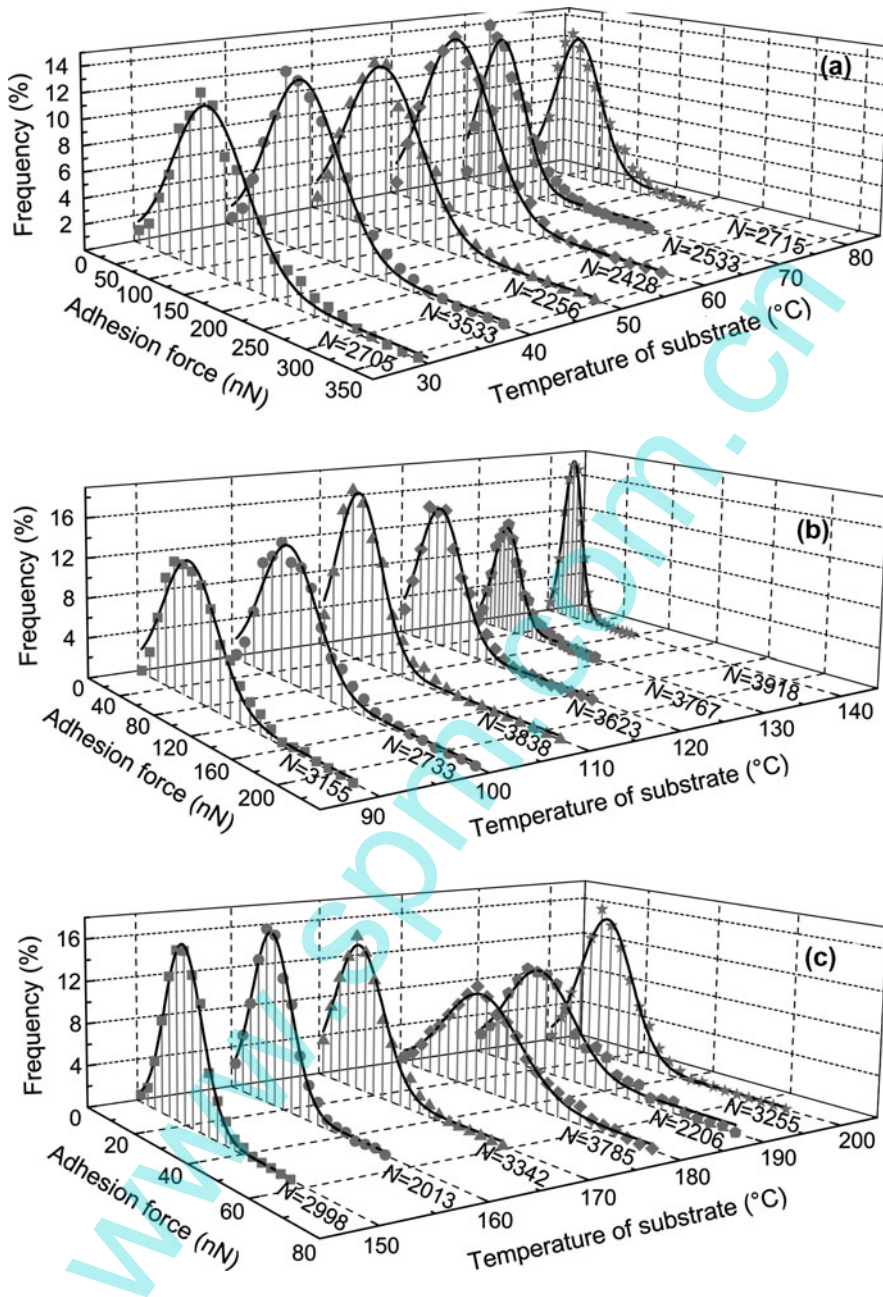 (a)
Frequency (%)
14
12
10
8
6
4
2
0
50
100
150
200
250
300
350
Adhesion force (nN)
N=2705
N=3533
N=2256
N=2428
N=2533
N=2715
30
40
50
60
70
80
Temperature of substrate (°C)
(b)
Frequency (%)
16
12
8
4
0
40
80
120
160
200
Adhesion force (nN)
N=3155
N=2733
N=3838
N=3623
N=3767
N=3918
90
100
110
120
130
140
Temperature of substrate (°C)
(c)
Frequency (%)
16
12
8
4
0
20
40
60
80
Adhesion force (nN)
N=2998
N=2013
N=3342
N=3785
N=2206
N=3255
150
160
170
180
190
200
Temperature of substrate (°C)
www.spm.com.cn